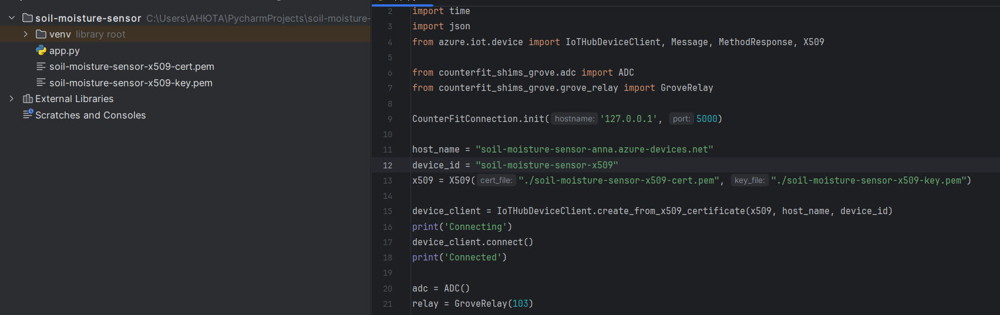 soil-moisture-sensor C:\Users\АНЮТА\PycharmProjects\soil-moisture-
venv library root
app.py
soil-moisture-sensor-x509-cert.pem
soil-moisture-sensor-x509-key.pem
External Libraries
Scratches and Consoles
2 import time
3 import json
4 from azure.iot.device import IoTHubDeviceClient, Message, MethodResponse, X509
5
6 from counterfit_shims_grove.adc import ADC
7 from counterfit_shims_grove.grove_relay import GroveRelay
8
9 CounterFitConnection.init( hostname: '127.0.0.1', port: 5000)
10
11 host_name = "soil-moisture-sensor-anna.azure-devices.net"
12 device_id = "soil-moisture-sensor-x509"
13 x509 = X509( cert_file: "./soil-moisture-sensor-x509-cert.pem", key_file: "./soil-moisture-sensor-x509-key.pem")
14
15 device_client = IoTHubDeviceClient.create_from_x509_certificate(x509, host_name, device_id)
16 print('Connecting')
17 device_client.connect()
18 print('Connected')
19
20 adc = ADC()
21 relay = GroveRelay(103)